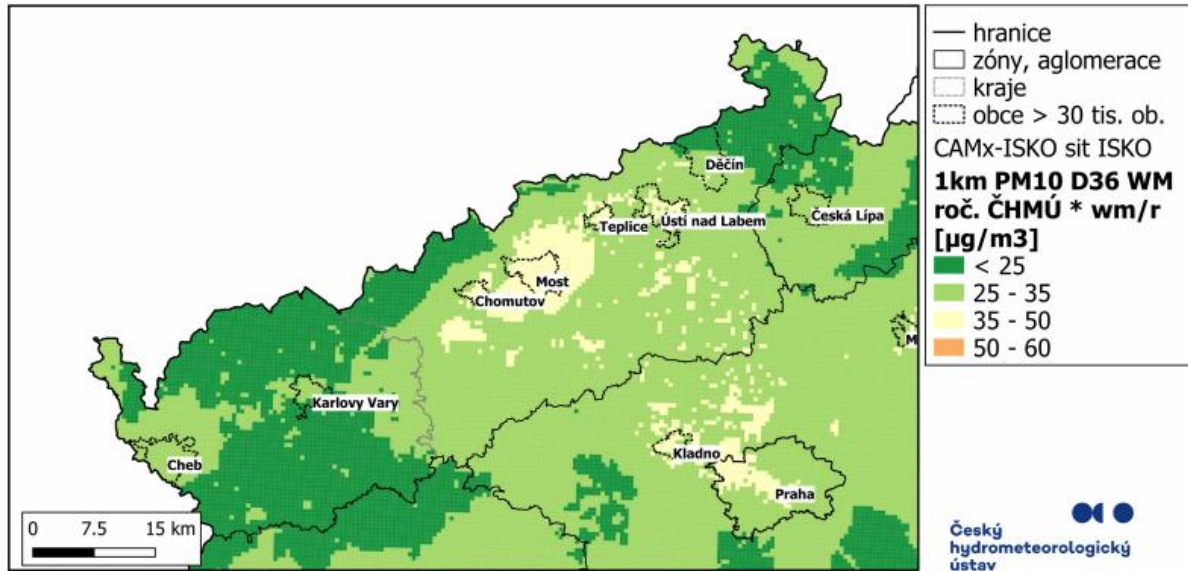 hranice
zóny, aglomerace
kraje
obce > 30 tis. ob.
CAMx-ISKO sit ISKO
1km PM10 D36 WM
roč. ČHMÚ * wm/r
[µg/m3]
< 25
25 - 35
35 - 50
50 - 60
Děčín
Teplice
Ústí nad Labem
Česká Lípa
Most
Chomutov
M
Karlovy Vary
Kladno
Cheb
Praha
0 7.5 15 km
Český
hydrometeorologický
ústav